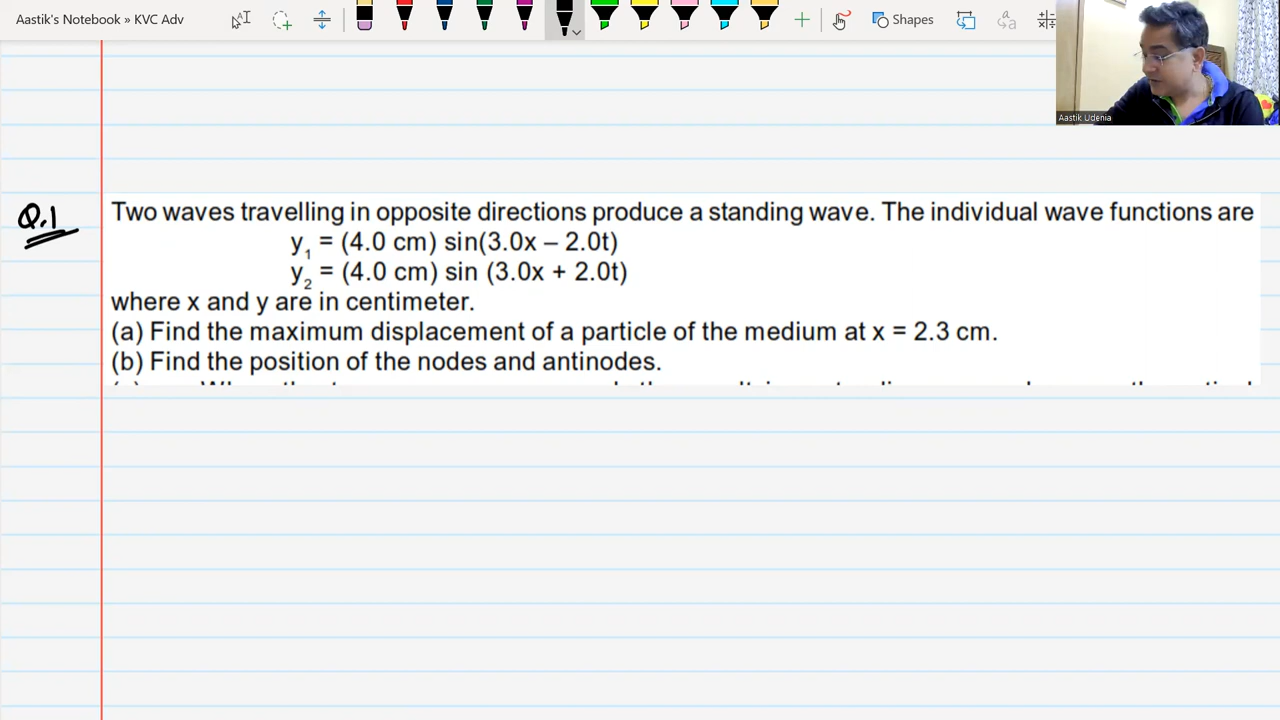 Aastik's Notebook » KVC Adv
Shapes
Aastik Udenia
Q.1
Two waves travelling in opposite directions produce a standing wave. The individual wave functions are
y₁ = (4.0 cm) sin(3.0x – 2.0t)
y₂ = (4.0 cm) sin (3.0x + 2.0t)
where x and y are in centimeter.
(a) Find the maximum displacement of a particle of the medium at x = 2.3 cm.
(b) Find the position of the nodes and antinodes.